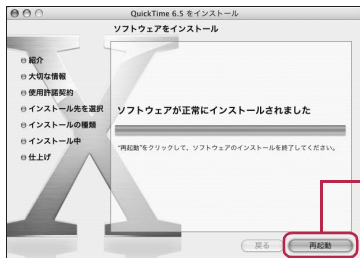 QuickTime 6.5 をインストール
ソフトウェアをインストール
紹介
大切な情報
使用許諾契約
インストール先を選択
インストールの種類
インストール中
仕上げ
ソフトウェアが正常にインストールされました
"再起動"をクリックして、ソフトウェアのインストールを終了してください。
戻る
再起動